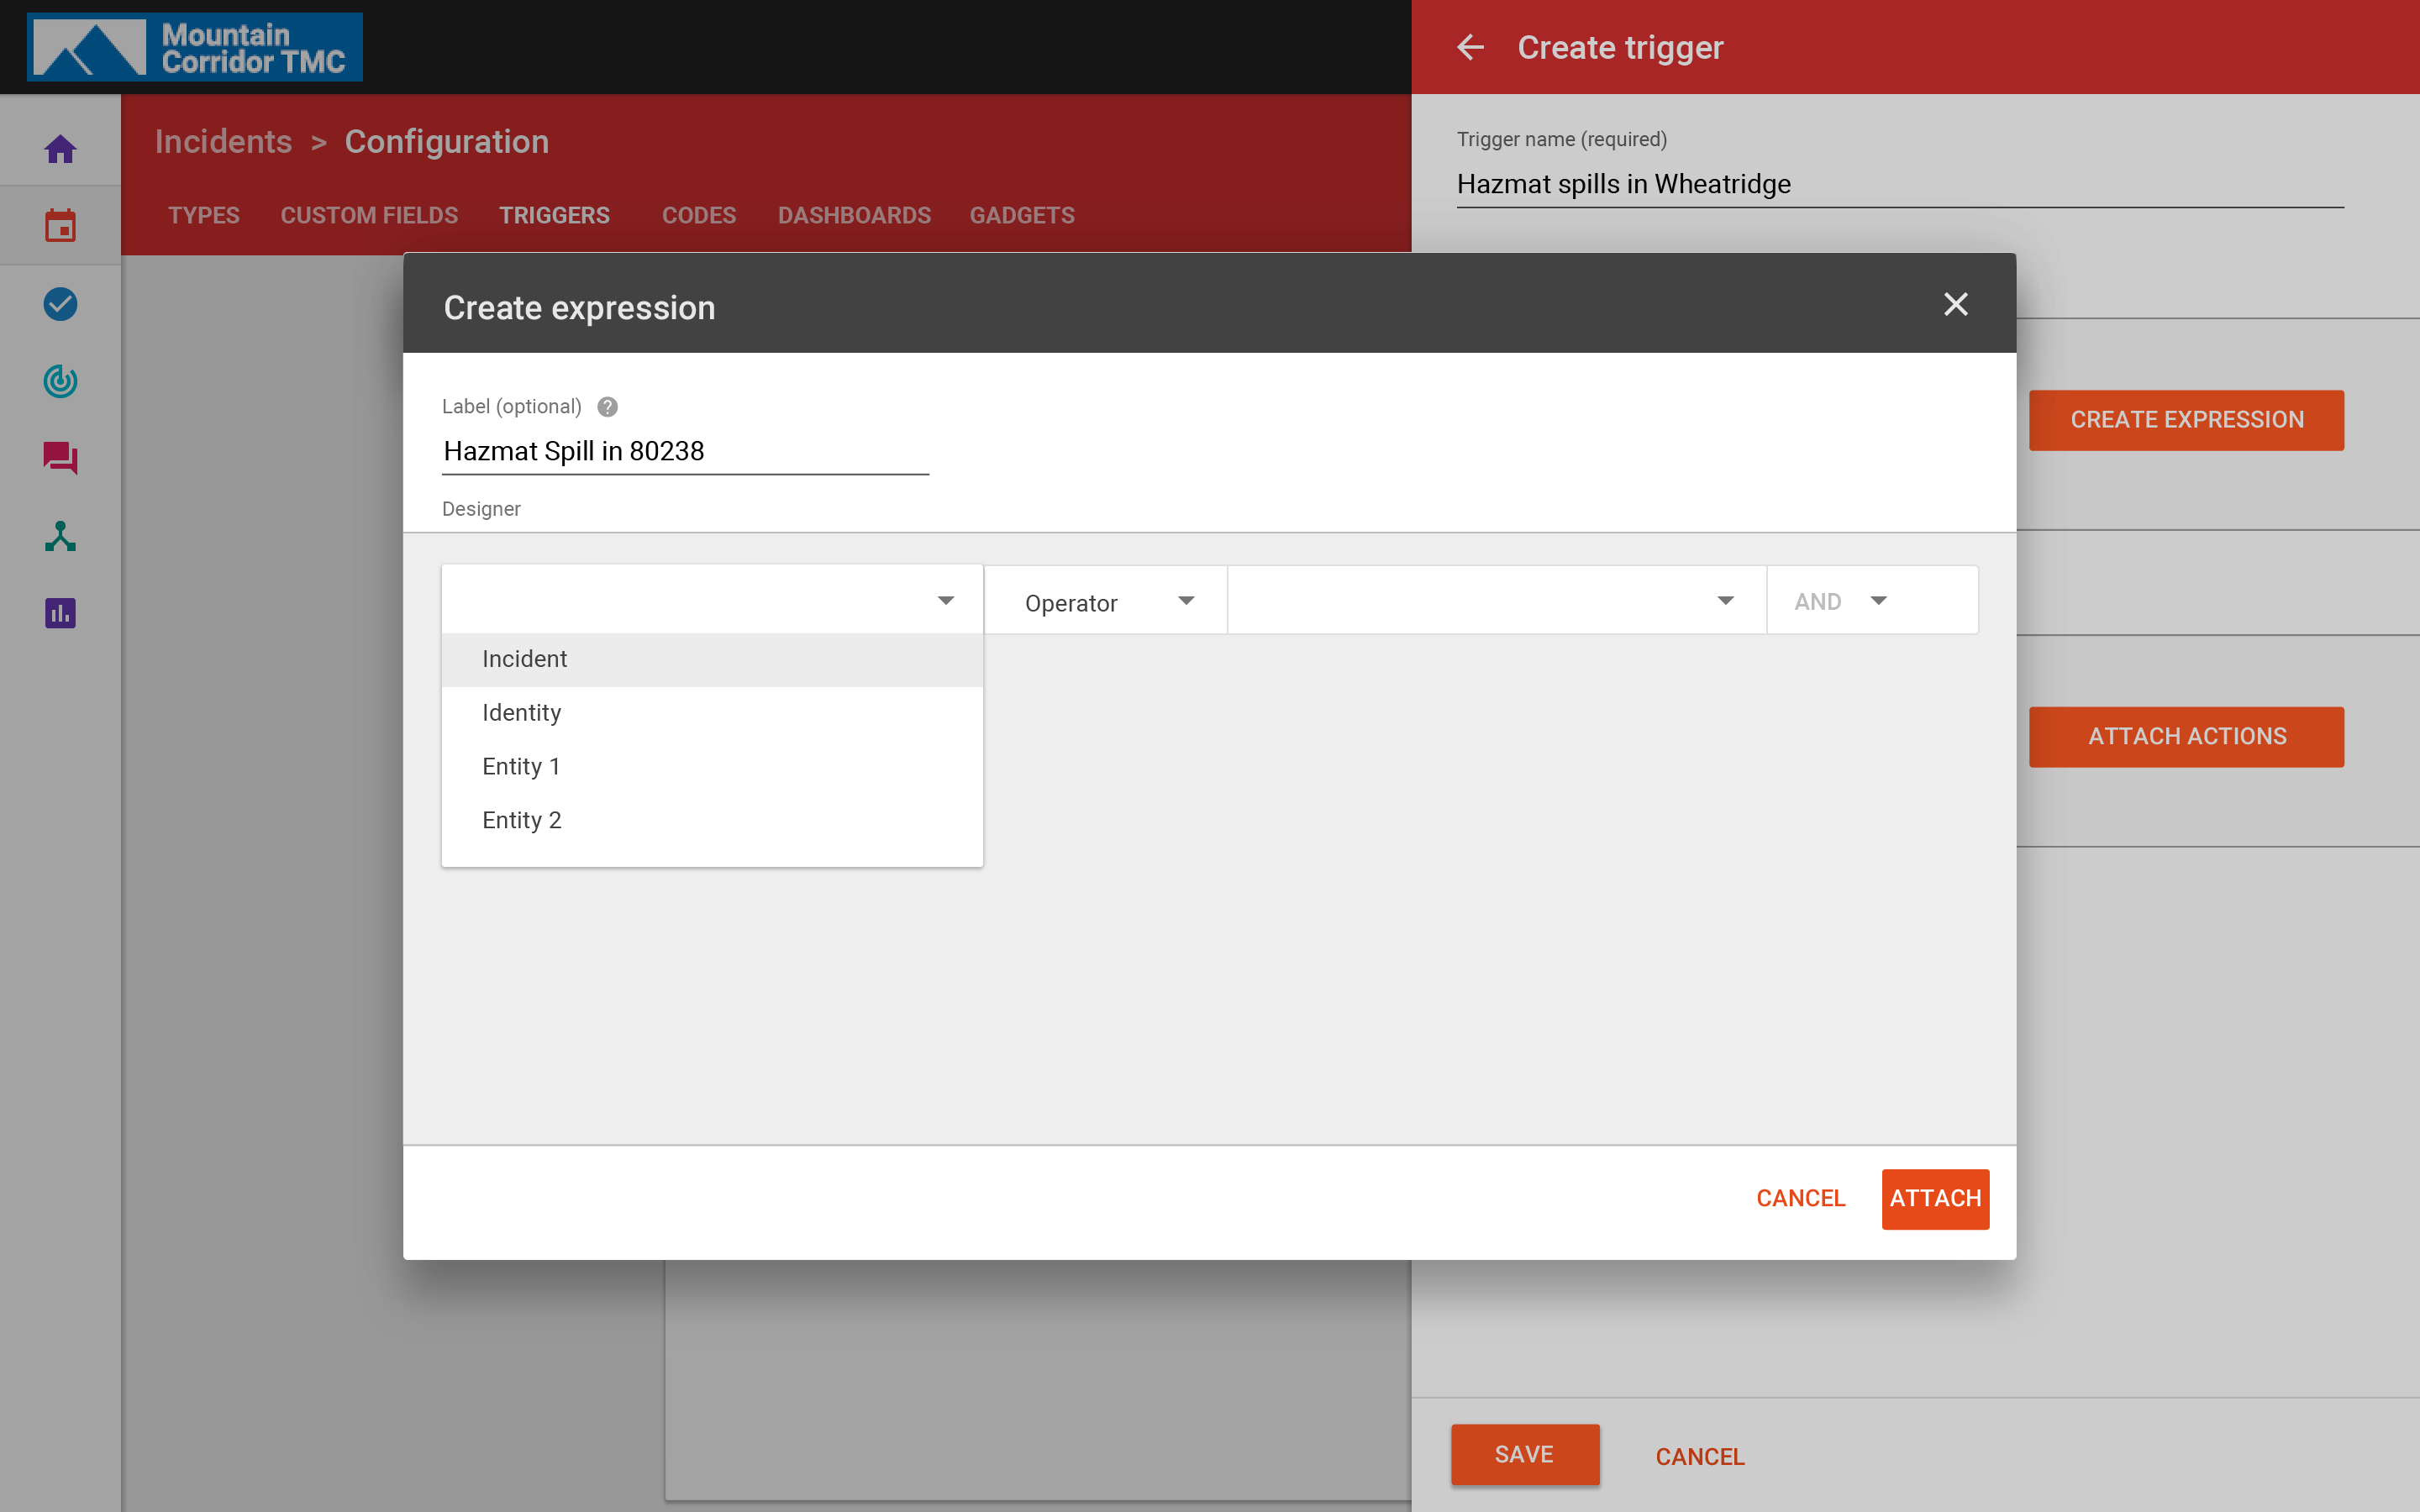 Mountain
Corridor TMC
Create trigger
Incidents > Configuration
Trigger name (required)
Hazmat spills in Wheatridge
TYPES CUSTOM FIELDS TRIGGERS CODES DASHBOARDS GADGETS
Create expression
Label (optional) ?
Hazmat Spill in 80238
CREATE EXPRESSION
Designer
Operator AND
Incident
Identity
Entity 1
Entity 2
ATTACH ACTIONS
CANCEL ATTACH
SAVE CANCEL